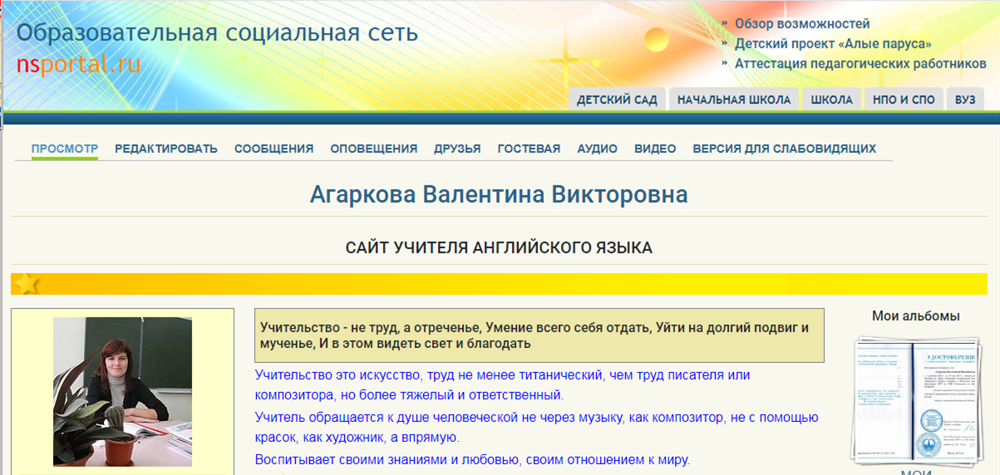 Образовательная социальная сеть
nsportal.ru
Обзор возможностей
Детский проект «Алые паруса»
Аттестация педагогических работников
ДЕТСКИЙ САД НАЧАЛЬНАЯ ШКОЛА ШКОЛА НПО И СПО ВУЗ
ПРОСМОТР РЕДАКТИРОВАТЬ СООБЩЕНИЯ ОПОВЕЩЕНИЯ ДРУЗЬЯ ГОСТЕВАЯ АУДИО ВИДЕО ВЕРСИЯ ДЛЯ СЛАБОВИДЯЩИХ
Агаркова Валентина Викторовна
САЙТ УЧИТЕЛЯ АНГЛИЙСКОГО ЯЗЫКА
Учительство - не труд, а отреченье, Умение всего себя отдать, Уйти на долгий подвиг и
мученье, И в этом видеть свет и благодать
Учительство это искусство, труд не менее титанический, чем труд писателя или
композитора, но более тяжелый и ответственный.
Учитель обращается к душе человеческой не через музыку, как композитор, не с помощью
красок, как художник, а впрямую.
Воспитывает своими знаниями и любовью, своим отношением к миру.
Мои альбомы
УДОСТОВЕРЕНИ
МОИ